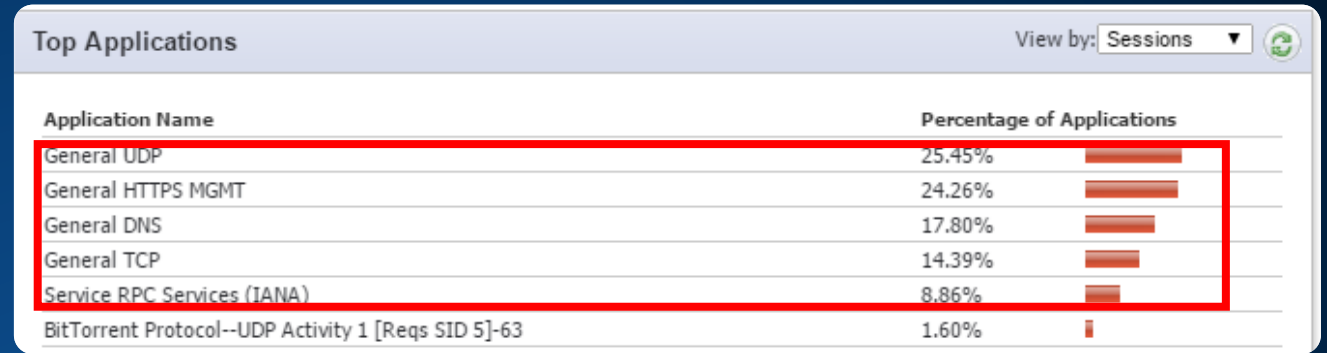 Top Applications View by: Sessions
Application Name Percentage of Applications
General UDP 25.45%
General HTTPS MGMT 24.26%
General DNS 17.80%
General TCP 14.39%
Service RPC Services (IANA) 8.86%
BitTorrent Protocol--UDP Activity 1 [Reqs SID 5]-63 1.60%